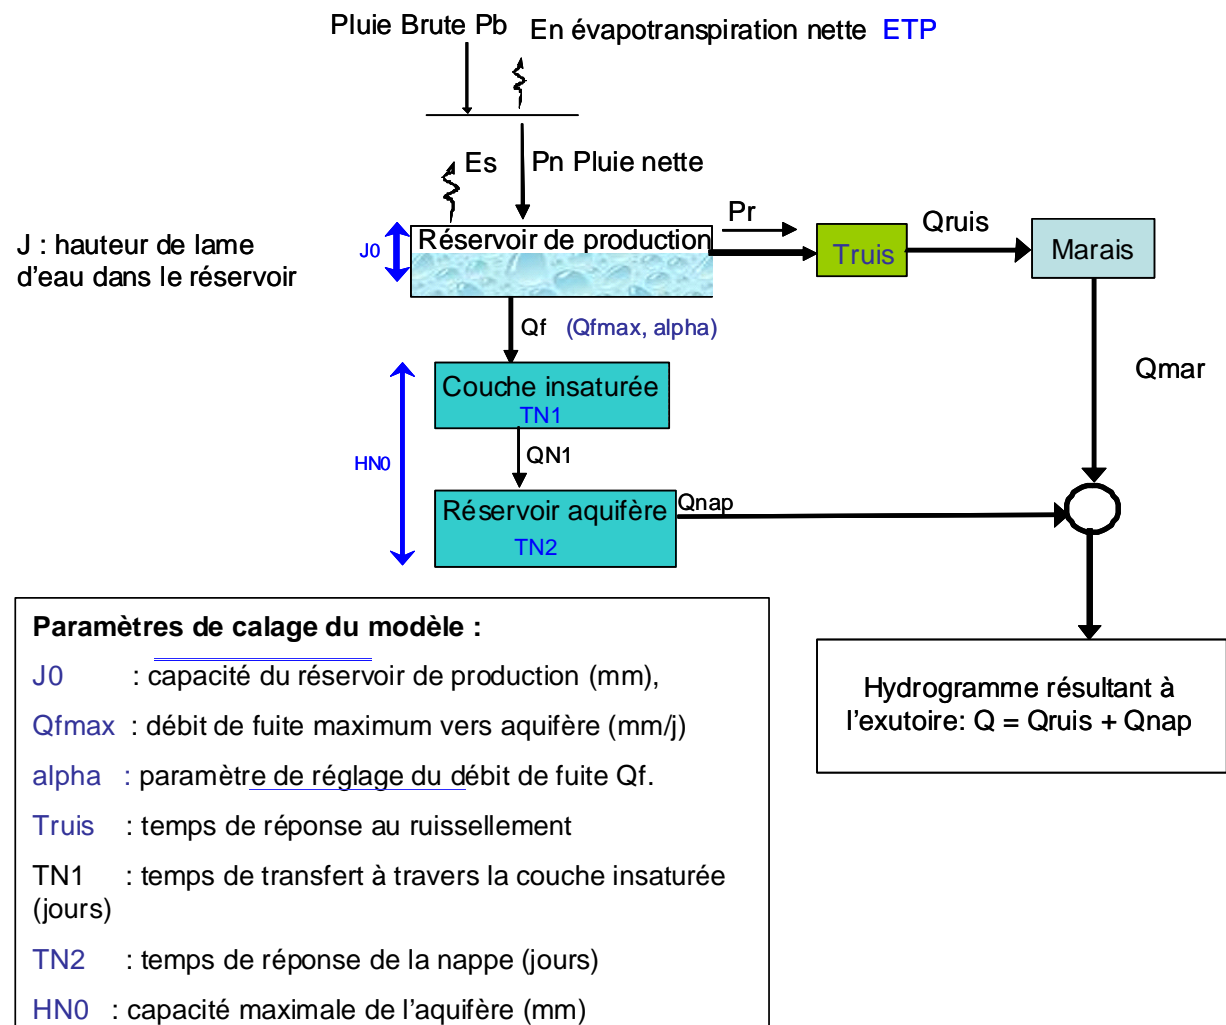 Pluie Brute Pb
En évapotranspiration nette ETP
Es
Pn Pluie nette
Pr
Qruis
J : hauteur de lame
d'eau dans le réservoir
J0
Réservoir de production
Truis
Marais
Qf (Qfmax, alpha)
Qmar
Couche insaturée
TN1
HN0
QN1
Réservoir aquifère
TN2
Qnap
Paramètres de calage du modèle :
J0 : capacité du réservoir de production (mm),
Qfmax : débit de fuite maximum vers aquifère (mm/j)
alpha : paramètre de réglage du débit de fuite Qf.
Truis : temps de réponse au ruissellement
TN1 : temps de transfert à travers la couche insaturée
(jours)
TN2 : temps de réponse de la nappe (jours)
HN0 : capacité maximale de l'aquifère (mm)
Hydrogramme résultant à
l'exutoire: Q = Qruis + Qnap